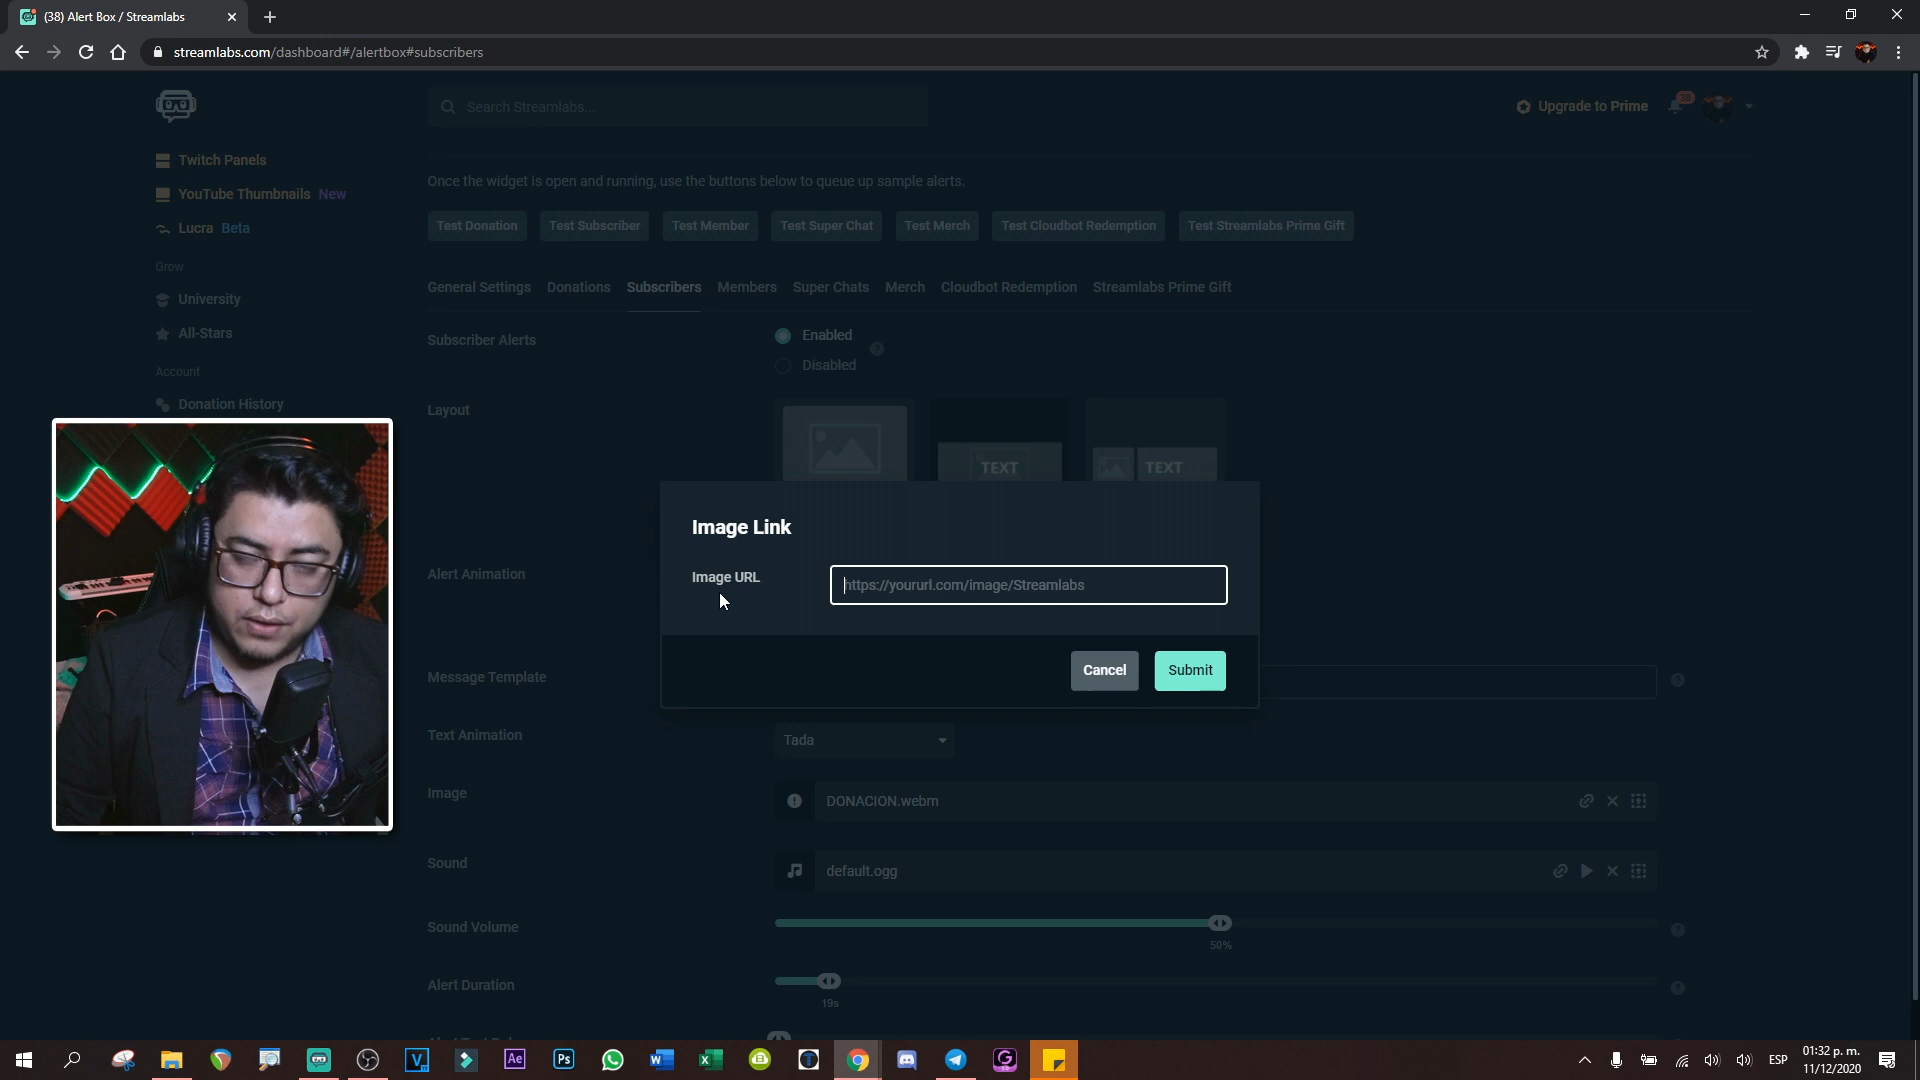 (38) Alert Box / Streamlabs
streamlabs.com/dashboard#/alertbox#subscribers
Search Streamlabs...
Upgrade to Prime
38
Twitch Panels
YouTube Thumbnails New
Lucra Beta
Grow
University
All-Stars
Account
Donation History
Once the widget is open and running, use the buttons below to queue up sample alerts.
Test Donation
Test Subscriber
Test Member
Test Super Chat
Test Merch
Test Cloudbot Redemption
Test Streamlabs Prime Gift
General Settings
Donations
Subscribers
Members
Super Chats
Merch
Cloudbot Redemption
Streamlabs Prime Gift
Subscriber Alerts
Enabled
Disabled
Layout
TEXT
TEXT
Image Link
Image URL
https://yoururl.com/image/Streamlabs
Cancel
Submit
Alert Animation
Message Template
Text Animation
Tada
Image
DONACION.webm
Sound
default.ogg
Sound Volume
50%
Alert Duration
19s
Ae
Ps
ESP
01:32 p. m.
11/12/2020